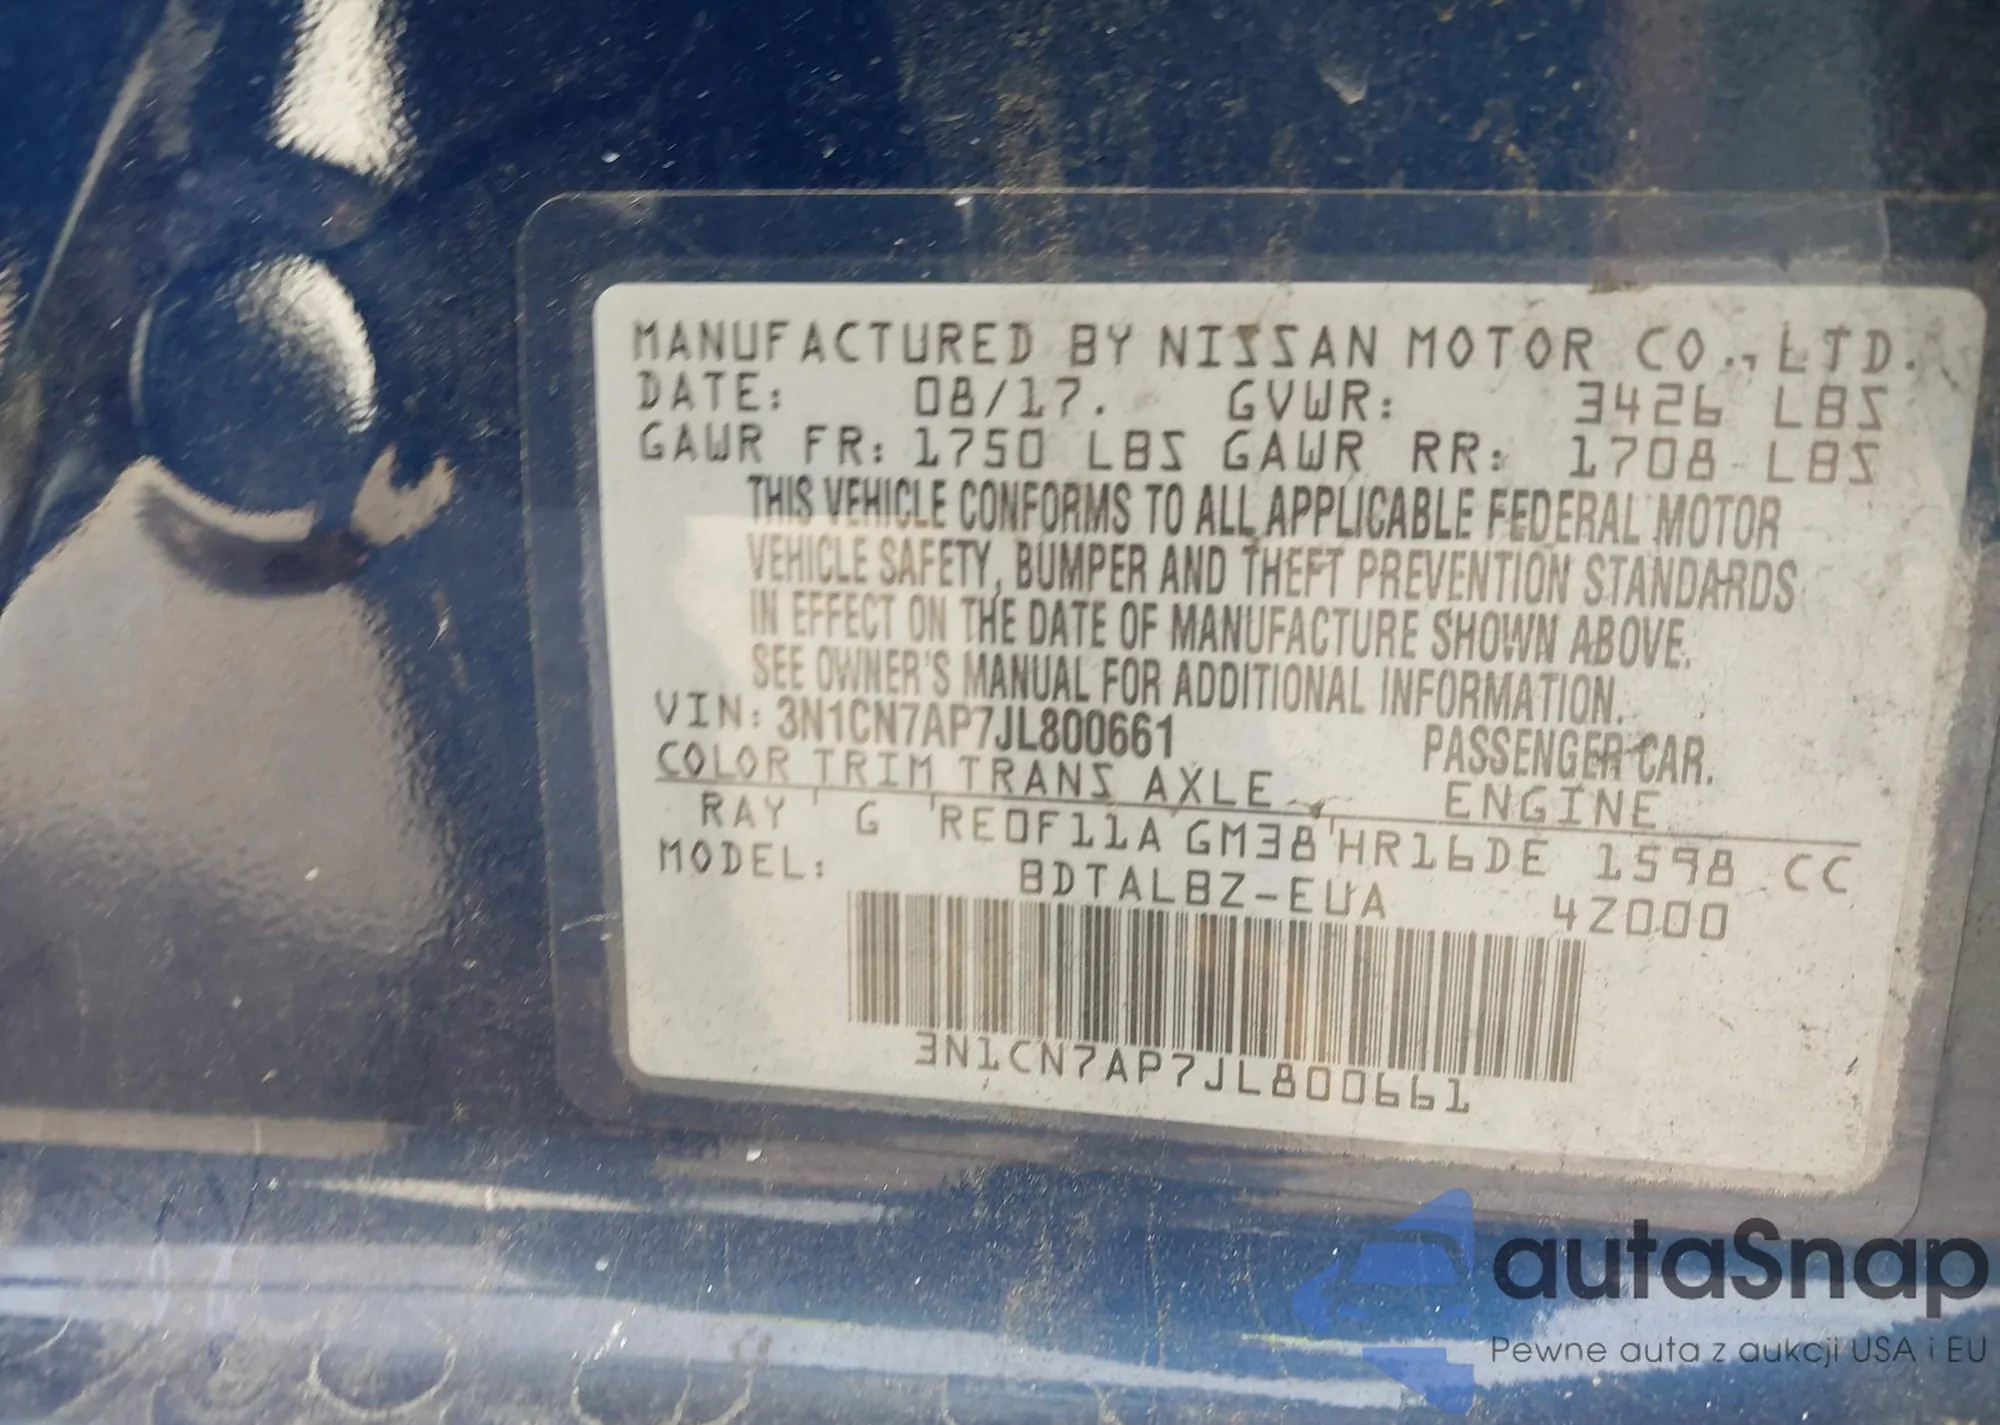 MANUFACTURED BY NISSAN MOTOR CO., LTD.
DATE: 08/17. GVWR: 3426 LBS
GAWR FR: 1750 LBS GAWR RR: 1708 LBS
THIS VEHICLE CONFORMS TO ALL APPLICABLE FEDERAL MOTOR
VEHICLE SAFETY, BUMPER AND THEFT PREVENTION STANDARDS
IN EFFECT ON THE DATE OF MANUFACTURE SHOWN ABOVE.
SEE OWNER'S MANUAL FOR ADDITIONAL INFORMATION.
VIN: 3N1CN7AP7JL800661 PASSENGER CAR.
COLOR TRIM TRANS AXLE ENGINE
RAY G RE0F11A GM38 HR16DE 1598 CC
MODEL: BDTALBZ-EUA 4Z000
3N1CN7AP7JL800661
autaSnap
Pewne auta z aukcji USA i EU